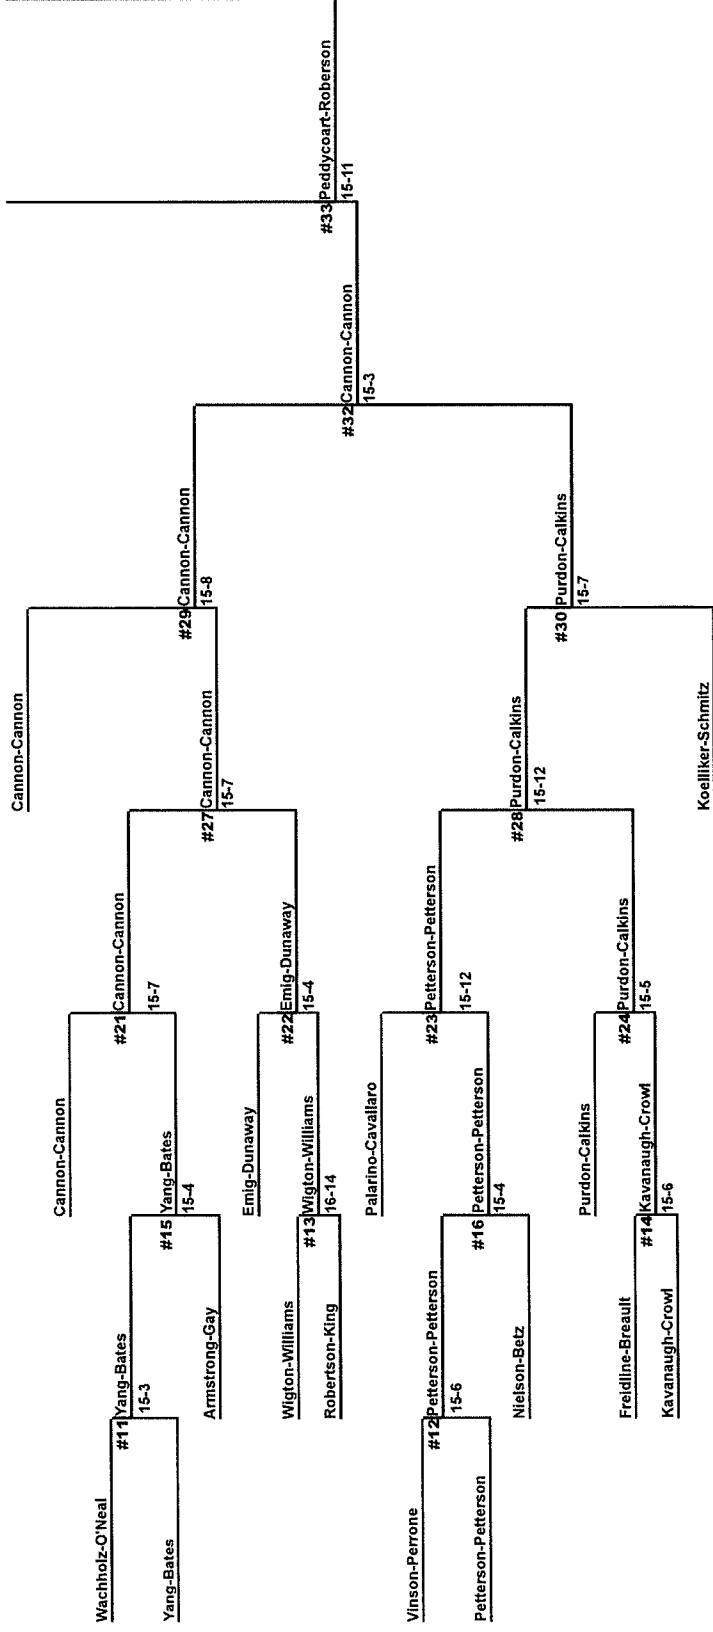 Wachholz-O'Neal
#11 Yang-Bates
15-3
Yang-Bates
Armstrong-Gay
#15 Yang-Bates
15-4
Cannon-Cannon
#21 Cannon-Cannon
15-7
Wigton-Williams
#13 Wigton-Williams
16-14
Robertson-King
Emig-Dunaway
#22 Emig-Dunaway
15-4
#27 Cannon-Cannon
15-7
Cannon-Cannon
#29 Cannon-Cannon
15-8
Vinson-Perrone
#12 Petterson-Petterson
15-6
Petterson-Petterson
Nielson-Betz
#16 Petterson-Petterson
15-4
Palarino-Cavallaro
#23 Petterson-Petterson
15-12
Freidline-Breault
#14 Kavanaugh-Crowl
15-6
Kavanaugh-Crowl
Purdon-Calkins
#24 Purdon-Calkins
15-5
#28 Purdon-Calkins
15-12
Koelliker-Schmitz
#30 Purdon-Calkins
15-7
#32 Cannon-Cannon
15-3
#33 Peddycoart-Roberson
15-11